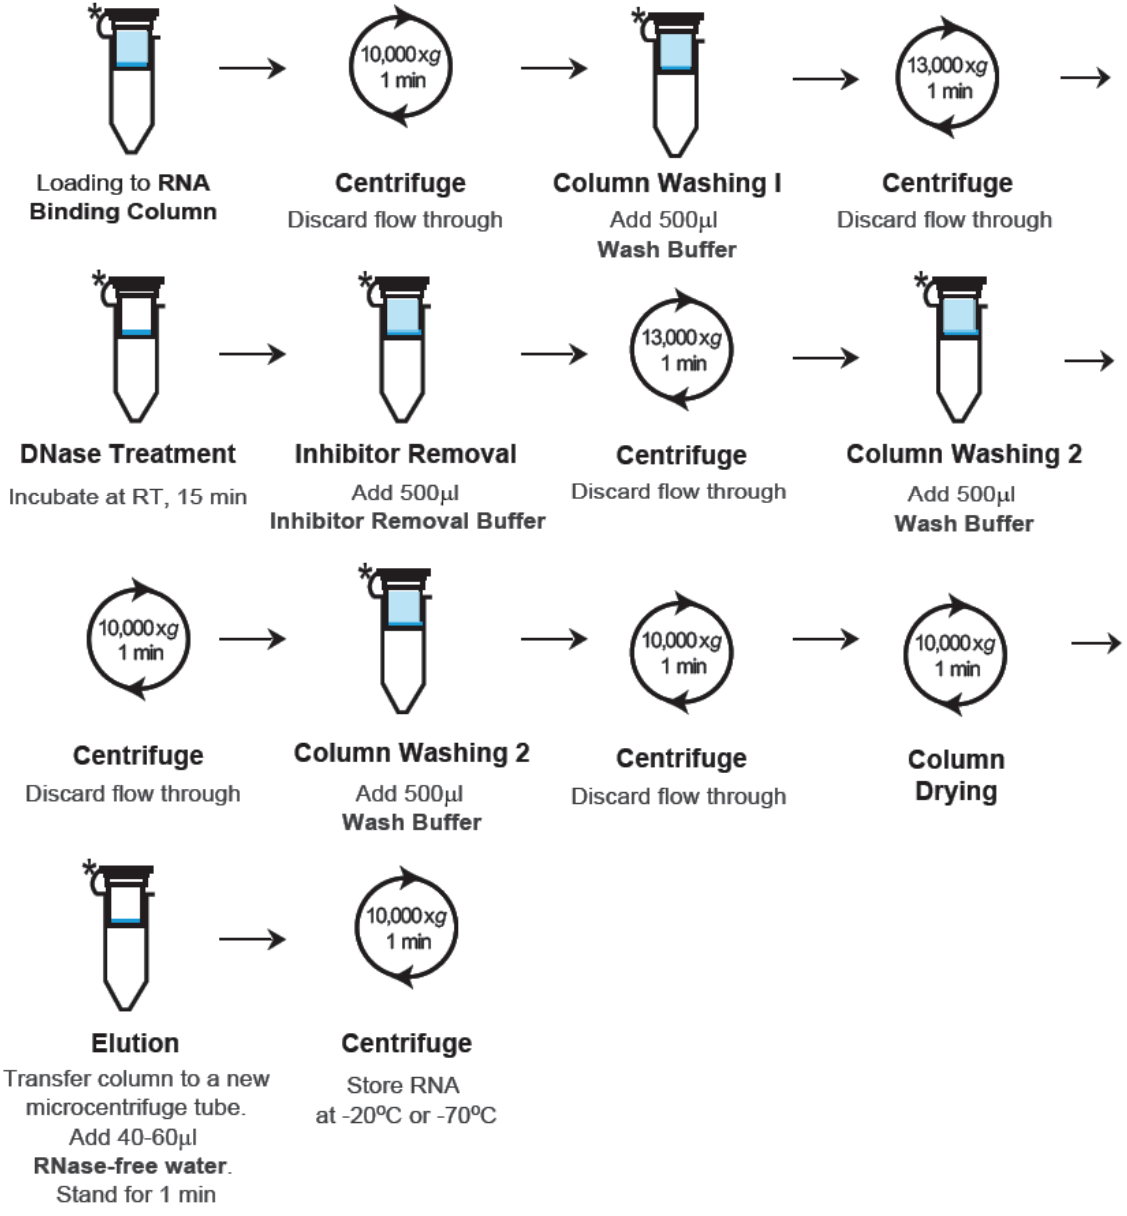 *
10,000xg
1 min
*
13,000xg
1 min
Loading to RNA
Binding Column
Centrifuge
Discard flow through
Column Washing I
Add 500µl
Wash Buffer
Centrifuge
Discard flow through
*
*
13,000xg
1 min
*
DNase Treatment
Incubate at RT, 15 min
Inhibitor Removal
Add 500µl
Inhibitor Removal Buffer
Centrifuge
Discard flow through
Column Washing 2
Add 500µl
Wash Buffer
10,000xg
1 min
*
10,000xg
1 min
10,000xg
1 min
Centrifuge
Discard flow through
Column Washing 2
Add 500µl
Wash Buffer
Centrifuge
Discard flow through
Column
Drying
*
10,000xg
1 min
Elution
Transfer column to a new
microcentrifuge tube.
Add 40-60µl
RNase-free water.
Stand for 1 min
Centrifuge
Store RNA
at -20ºC or -70ºC